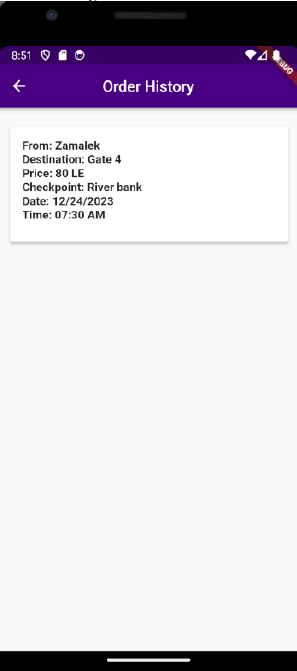 8:51
Order History
From: Zamalek
Destination: Gate 4
Price: 80 LE
Checkpoint: River bank
Date: 12/24/2023
Time: 07:30 AM